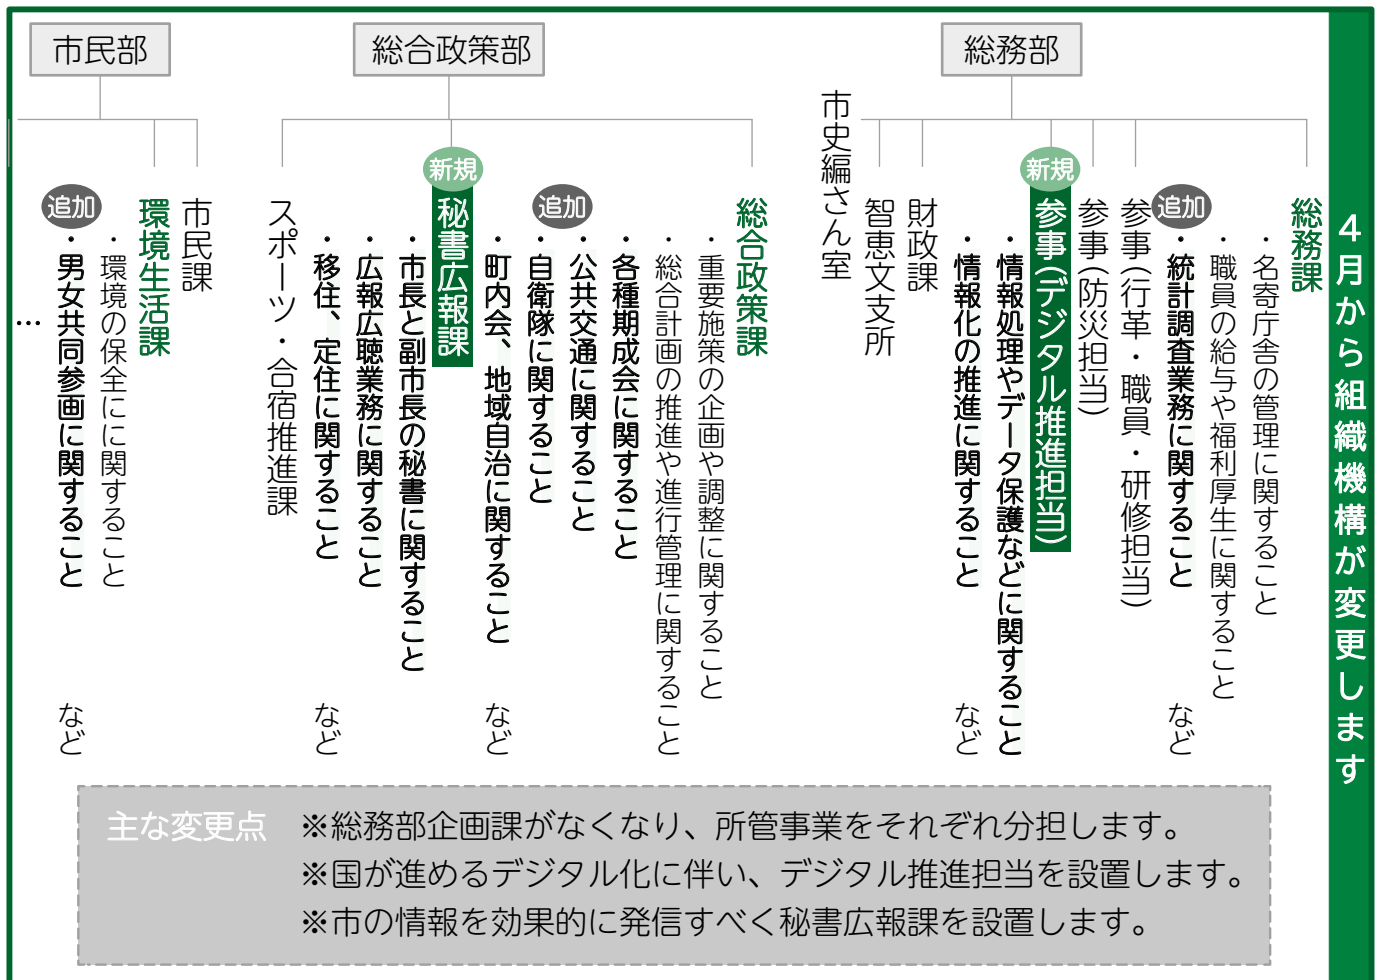 4月から組織機構が変更します
総務部
総務課
・名寄庁舎の管理に関すること
・職員の給与や福利厚生に関すること
追加
・統計調査業務に関すること
など
参事(行革・職員・研修担当)
参事(防災担当)
新規
参事(デジタル推進担当)
・情報処理やデータ保護などに関すること
・情報化の推進に関すること
など
財政課
智恵文支所
市史編さん室
総合政策部
総合政策課
・重要施策の企画や調整に関すること
・総合計画の推進や進行管理に関すること
追加
・各種期成会に関すること
・公共交通に関すること
・自衛隊に関すること
・町内会、地域自治に関すること
など
新規
秘書広報課
・市長と副市長の秘書に関すること
・広報広聴業務に関すること
・移住、定住に関すること
など
スポーツ・合宿推進課
市民部
市民課
環境生活課
・環境の保全にに関すること
追加
・男女共同参画に関すること
など
…
主な変更点
※総務部企画課がなくなり、所管事業をそれぞれ分担します。
※国が進めるデジタル化に伴い、デジタル推進担当を設置します。
※市の情報を効果的に発信すべく秘書広報課を設置します。